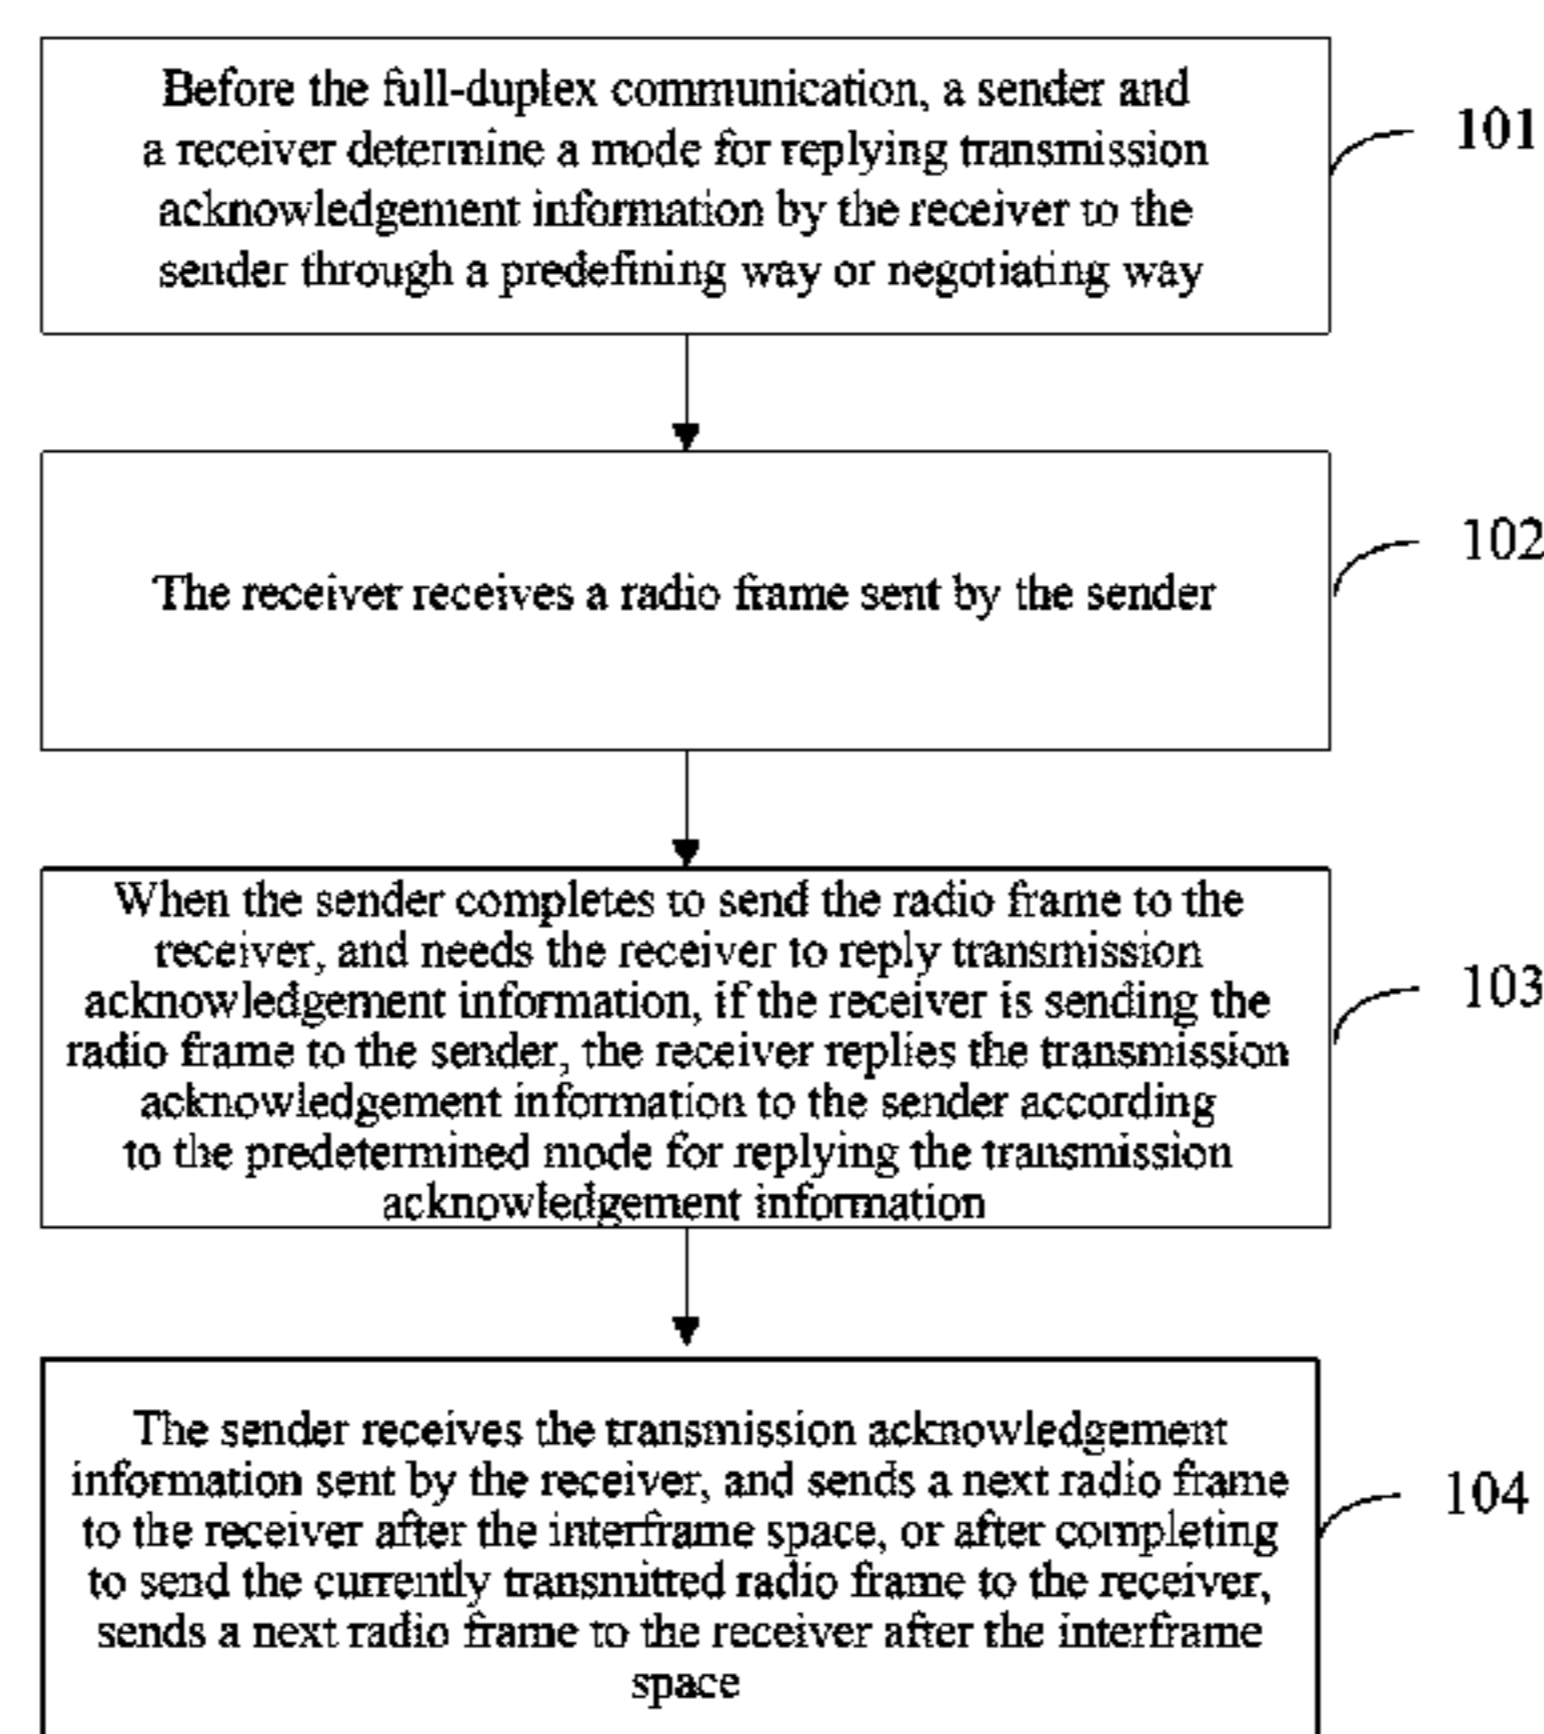 Before the full-duplex communication, a sender and
a receiver determine a mode for replying transmission
acknowledgement information by the receiver to the
sender through a predefining way or negotiating way
101
The receiver receives a radio frame sent by the sender
102
When the sender completes to send the radio frame to the
receiver, and needs the receiver to reply transmission
acknowledgement information, if the receiver is sending the
radio frame to the sender, the receiver replies the transmission
acknowledgement information to the sender according
to the predetermined mode for replying the transmission
acknowledgement information
103
The sender receives the transmission acknowledgement
information sent by the receiver, and sends a next radio frame
to the receiver after the interframe space, or after completing
to send the currently transmitted radio frame to the receiver,
sends a next radio frame to the receiver after the interframe
space
104